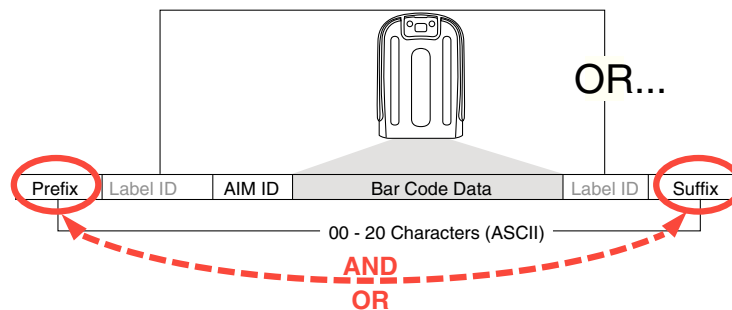 OR...
Prefix Label ID AIM ID Bar Code Data Label ID Suffix
00 - 20 Characters (ASCII)
AND
OR